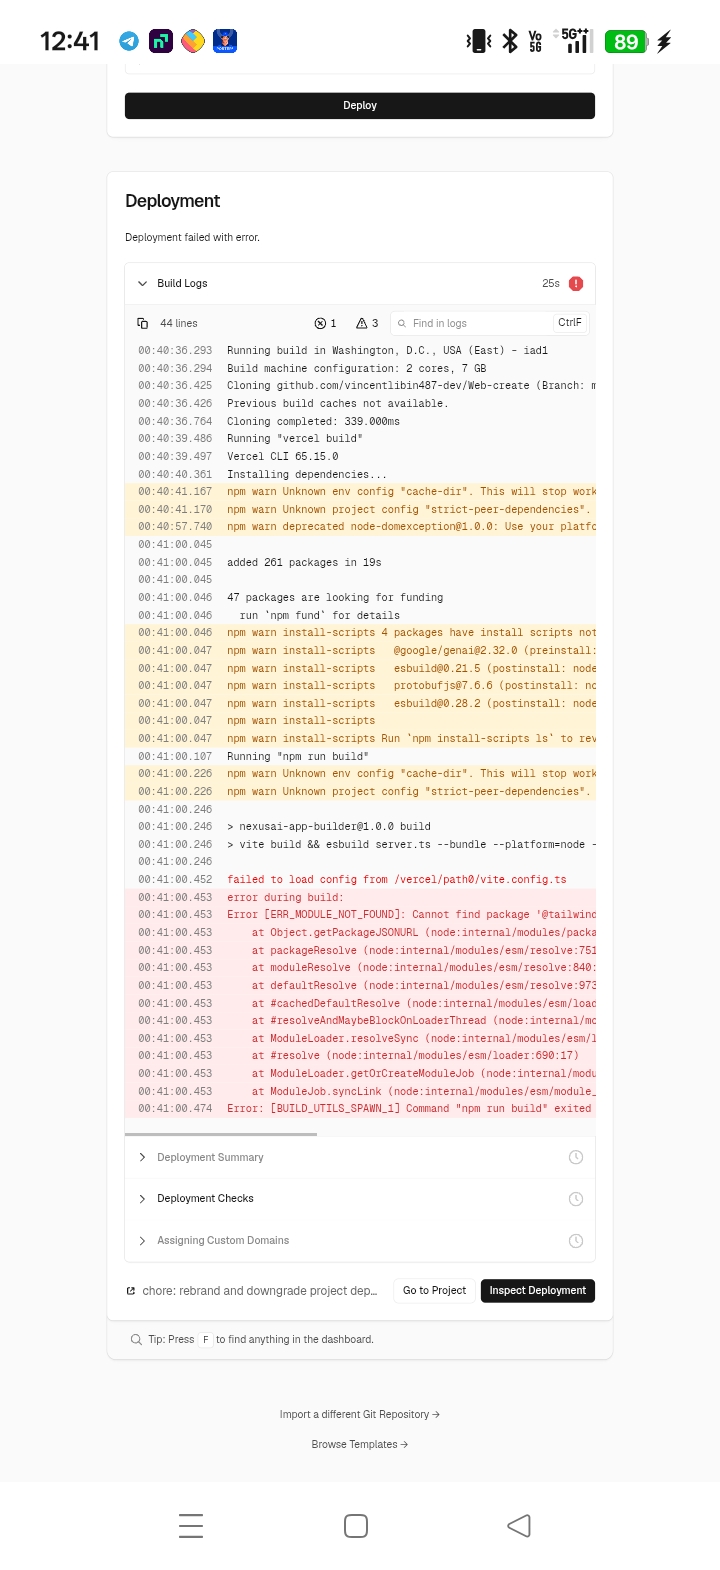 12:41
Vo
5G
5G++
89
Deploy
Deployment
Deployment failed with error.
Build Logs 25s
44 lines 1 3 Find in logs CtrlF
00:40:36.293 Running build in Washington, D.C., USA (East) – iad1
00:40:36.294 Build machine configuration: 2 cores, 7 GB
00:40:36.425 Cloning github.com/vincentlibin487-dev/Web-create (Branch: m
00:40:36.426 Previous build caches not available.
00:40:36.764 Cloning completed: 339.000ms
00:40:39.486 Running "vercel build"
00:40:39.497 Vercel CLI 65.15.0
00:40:40.361 Installing dependencies...
00:40:41.167 npm warn Unknown env config "cache-dir". This will stop work
00:40:41.170 npm warn Unknown project config "strict-peer-dependencies".
00:40:57.740 npm warn deprecated node-domexception@1.0.0: Use your platfo
00:41:00.045
00:41:00.045 added 261 packages in 19s
00:41:00.045
00:41:00.046 47 packages are looking for funding
00:41:00.046 run `npm fund` for details
00:41:00.046 npm warn install-scripts 4 packages have install scripts not
00:41:00.047 npm warn install-scripts @google/genai@2.32.0 (preinstall:
00:41:00.047 npm warn install-scripts esbuild@0.21.5 (postinstall: node
00:41:00.047 npm warn install-scripts protobufjs@7.6.6 (postinstall: no
00:41:00.047 npm warn install-scripts esbuild@0.28.2 (postinstall: node
00:41:00.047 npm warn install-scripts
00:41:00.047 npm warn install-scripts Run `npm install-scripts ls` to rev
00:41:00.107 Running "npm run build"
00:41:00.226 npm warn Unknown env config "cache-dir". This will stop work
00:41:00.226 npm warn Unknown project config "strict-peer-dependencies".
00:41:00.246
00:41:00.246 > nexusai-app-builder@1.0.0 build
00:41:00.246 > vite build && esbuild server.ts --bundle --platform=node -
00:41:00.246
00:41:00.452 failed to load config from /vercel/path0/vite.config.ts
00:41:00.453 error during build:
00:41:00.453 Error [ERR_MODULE_NOT_FOUND]: Cannot find package '@tailwind
00:41:00.453 at Object.getPackageJSONURL (node:internal/modules/packa
00:41:00.453 at packageResolve (node:internal/modules/esm/resolve:751
00:41:00.453 at moduleResolve (node:internal/modules/esm/resolve:840:
00:41:00.453 at defaultResolve (node:internal/modules/esm/resolve:973
00:41:00.453 at #cachedDefaultResolve (node:internal/modules/esm/load
00:41:00.453 at #resolveAndMaybeBlockOnLoaderThread (node:internal/mo
00:41:00.453 at ModuleLoader.resolveSync (node:internal/modules/esm/l
00:41:00.453 at #resolve (node:internal/modules/esm/loader:690:17)
00:41:00.453 at ModuleLoader.getOrCreateModuleJob (node:internal/modu
00:41:00.453 at ModuleJob.syncLink (node:internal/modules/esm/module_
00:41:00.474 Error: [BUILD_UTILS_SPAWN_1] Command "npm run build" exited
Deployment Summary
Deployment Checks
Assigning Custom Domains
chore: rebrand and downgrade project dep... Go to Project Inspect Deployment
Tip: Press F to find anything in the dashboard.
Import a different Git Repository →
Browse Templates →